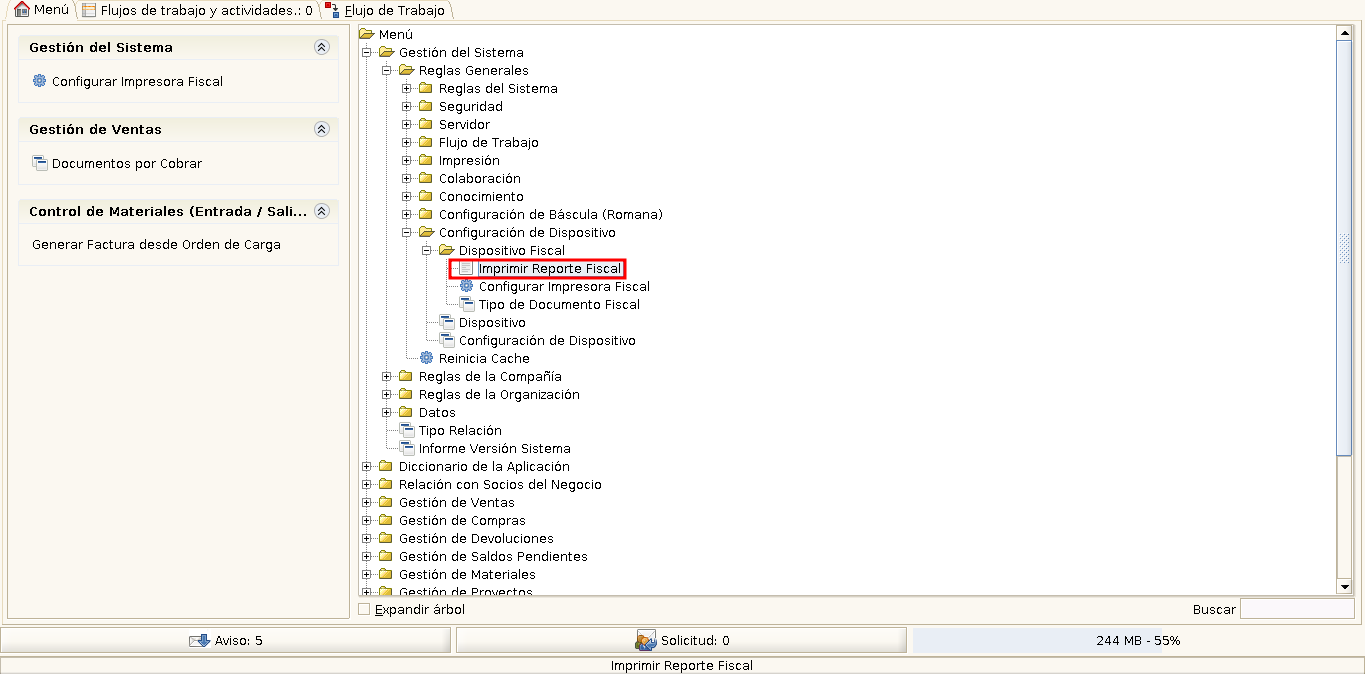 Menú
Flujos de trabajo y actividades.: 0
Flujo de Trabajo
Gestión del Sistema
Configurar Impresora Fiscal
Gestión de Ventas
Documentos por Cobrar
Control de Materiales (Entrada / Sali...
Generar Factura desde Orden de Carga
Menú
Gestión del Sistema
Reglas Generales
Reglas del Sistema
Seguridad
Servidor
Flujo de Trabajo
Impresión
Colaboración
Conocimiento
Configuración de Báscula (Romana)
Configuración de Dispositivo
Dispositivo Fiscal
Imprimir Reporte Fiscal
Configurar Impresora Fiscal
Tipo de Documento Fiscal
Dispositivo
Configuración de Dispositivo
Reinicia Cache
Reglas de la Compañía
Reglas de la Organización
Datos
Tipo Relación
Informe Versión Sistema
Diccionario de la Aplicación
Relación con Socios del Negocio
Gestión de Ventas
Gestión de Compras
Gestión de Devoluciones
Gestión de Saldos Pendientes
Gestión de Materiales
Gestión de Proyectos
Expandir árbol
Buscar
Aviso: 5
Solicitud: 0
244 MB - 55%
Imprimir Reporte Fiscal